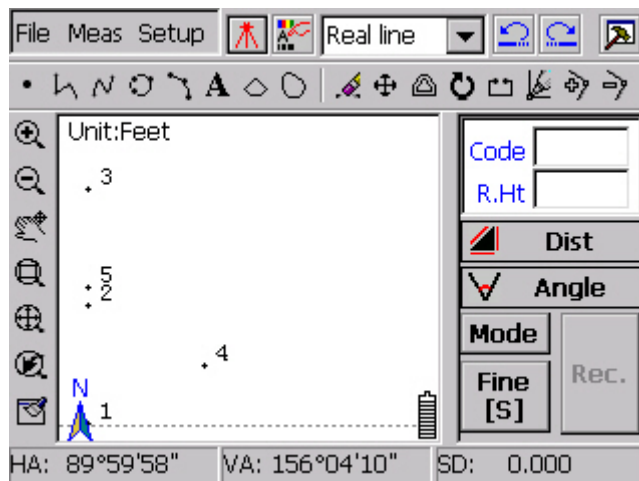 File Meas Setup Real line
A
Unit:Feet
3
5
2
4
N
1
Code
R.Ht
Dist
Angle
Mode
Fine
[S]
Rec.
HA: 89°59'58" VA: 156°04'10" SD: 0.000